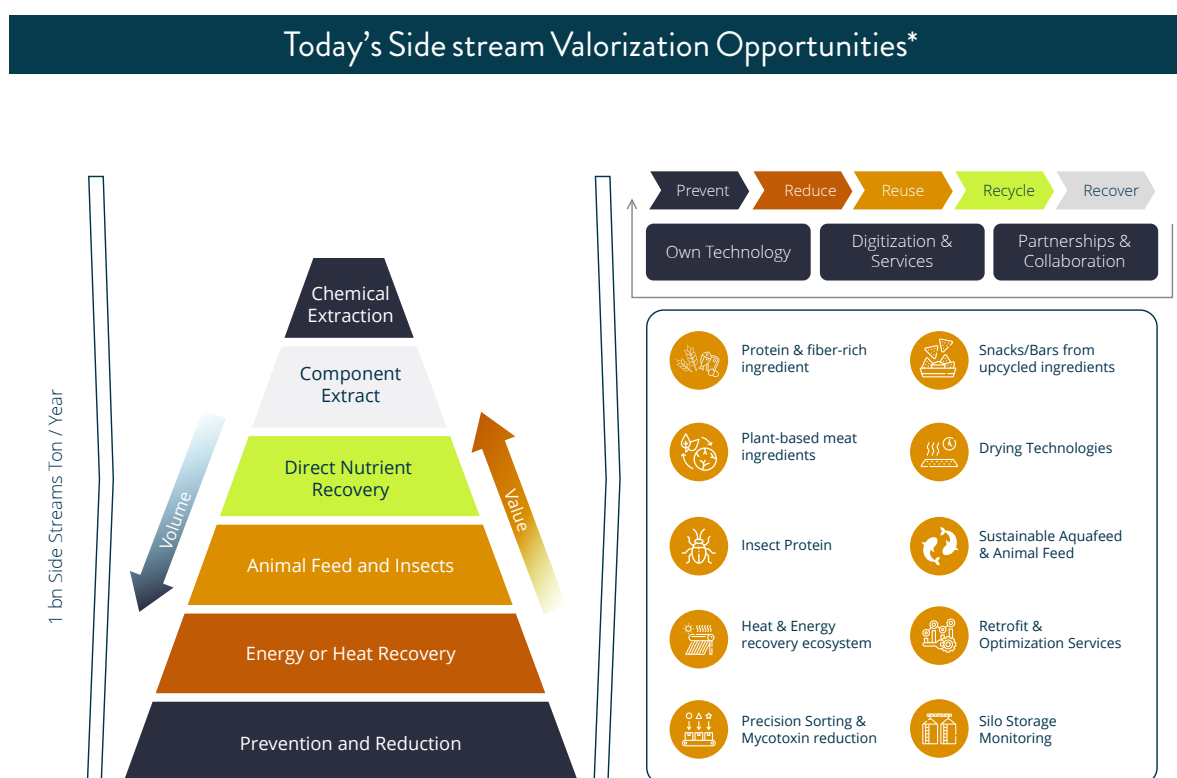 Today's Side stream Valorization Opportunities*
1 bn Side Streams Ton / Year
Chemical
Extraction
Component
Extract
Direct Nutrient
Recovery
Animal Feed and Insects
Energy or Heat Recovery
Prevention and Reduction
Volume
Value
Prevent
Reduce
Reuse
Recycle
Recover
Own Technology
Digitization &
Services
Partnerships &
Collaboration
Protein & fiber-rich
ingredient
Snacks/Bars from
upcycled ingredients
Plant-based meat
ingredients
Drying Technologies
Insect Protein
Sustainable Aquafeed
& Animal Feed
Heat & Energy
recovery ecosystem
Retrofit &
Optimization Services
Precision Sorting &
Mycotoxin reduction
Silo Storage
Monitoring